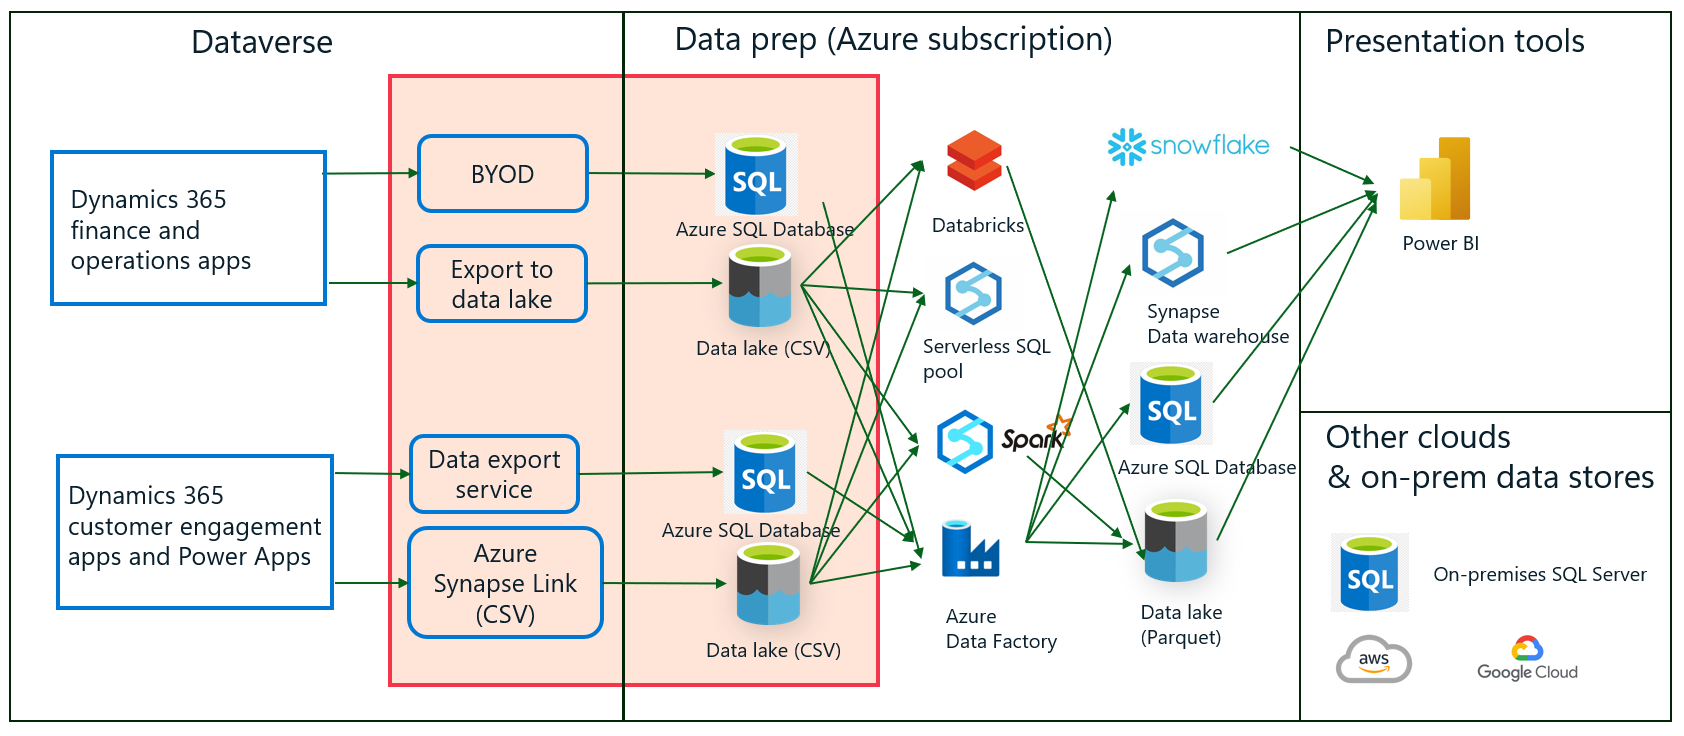 Dataverse
Data prep (Azure subscription)
Presentation tools
Dynamics 365
finance and
operations apps
BYOD
Export to
data lake
SQL
Azure SQL Database
Data lake (CSV)
Dynamics 365
customer engagement
apps and Power Apps
Data export
service
Azure
Synapse Link
(CSV)
SQL
Azure SQL Database
Data lake (CSV)
Databricks
Serverless SQL
pool
Spark
Azure
Data Factory
snowflake
Synapse
Data warehouse
SQL
Azure SQL Database
Data lake
(Parquet)
Power BI
Other clouds
& on-prem data stores
SQL
On-premises SQL Server
aws
Google Cloud